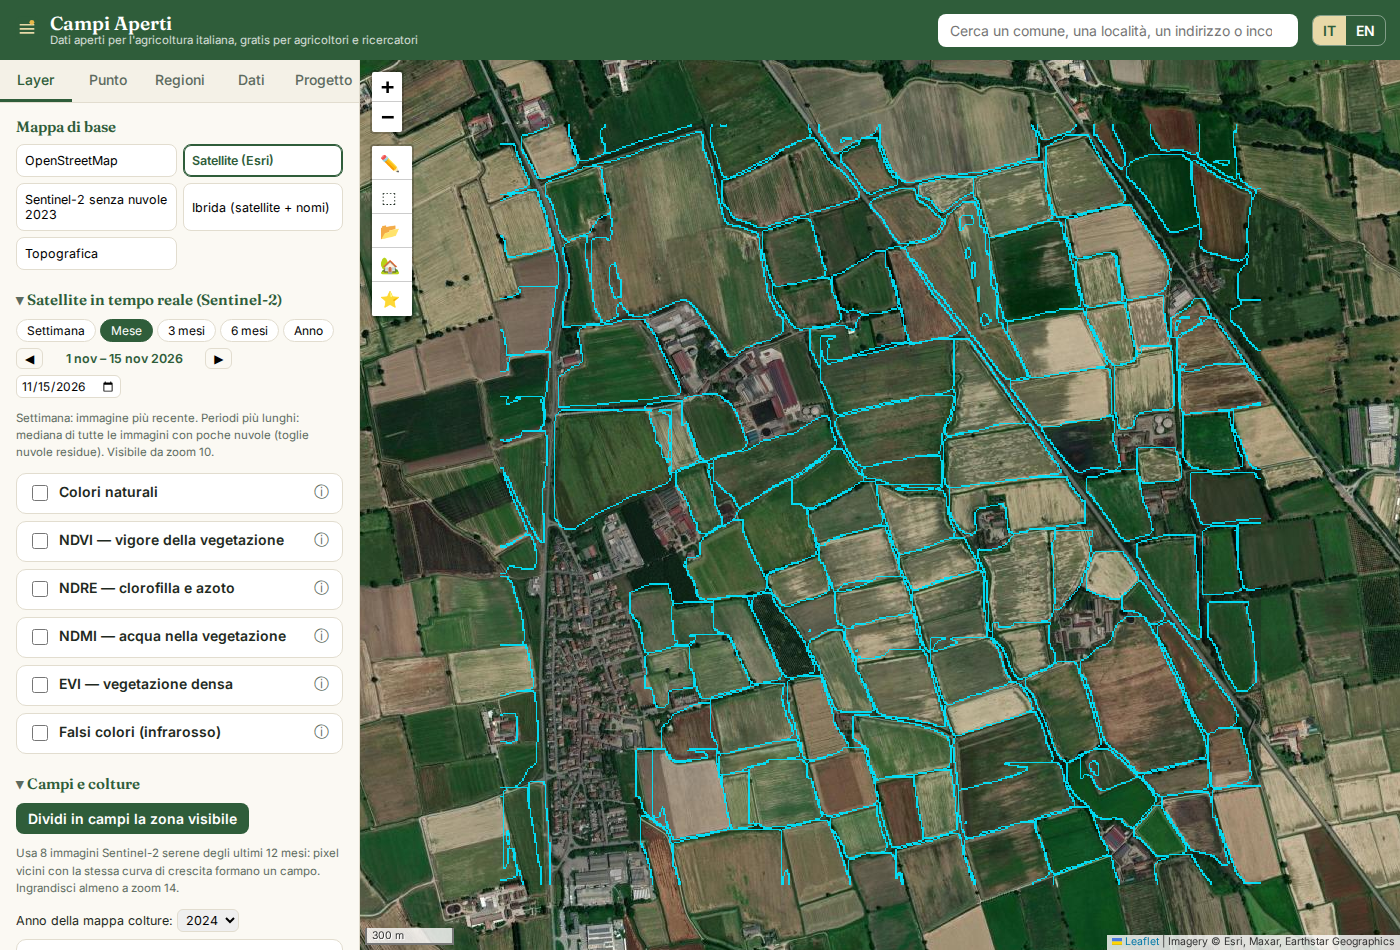 Campi Aperti
Dati aperti per l'agricoltura italiana, gratis per agricoltori e ricercatori
Cerca un comune, una località, un indirizzo o inco
IT EN
Layer Punto Regioni Dati Progetto
Mappa di base
OpenStreetMap
Satellite (Esri)
Sentinel-2 senza nuvole
2023
Ibrida (satellite + nomi)
Topografica
▾ Satellite in tempo reale (Sentinel-2)
Settimana Mese 3 mesi 6 mesi Anno
◀ 1 nov – 15 nov 2026 ▶
11/15/2026
Settimana: immagine più recente. Periodi più lunghi:
mediana di tutte le immagini con poche nuvole (toglie
nuvole residue). Visibile da zoom 10.
Colori naturali ⓘ
NDVI — vigore della vegetazione ⓘ
NDRE — clorofilla e azoto ⓘ
NDMI — acqua nella vegetazione ⓘ
EVI — vegetazione densa ⓘ
Falsi colori (infrarosso) ⓘ
▾ Campi e colture
Dividi in campi la zona visibile
Usa 8 immagini Sentinel-2 serene degli ultimi 12 mesi: pixel
vicini con la stessa curva di crescita formano un campo.
Ingrandisci almeno a zoom 14.
Anno della mappa colture: 2024
+
−
300 m
Leaflet | Imagery © Esri, Maxar, Earthstar Geographics